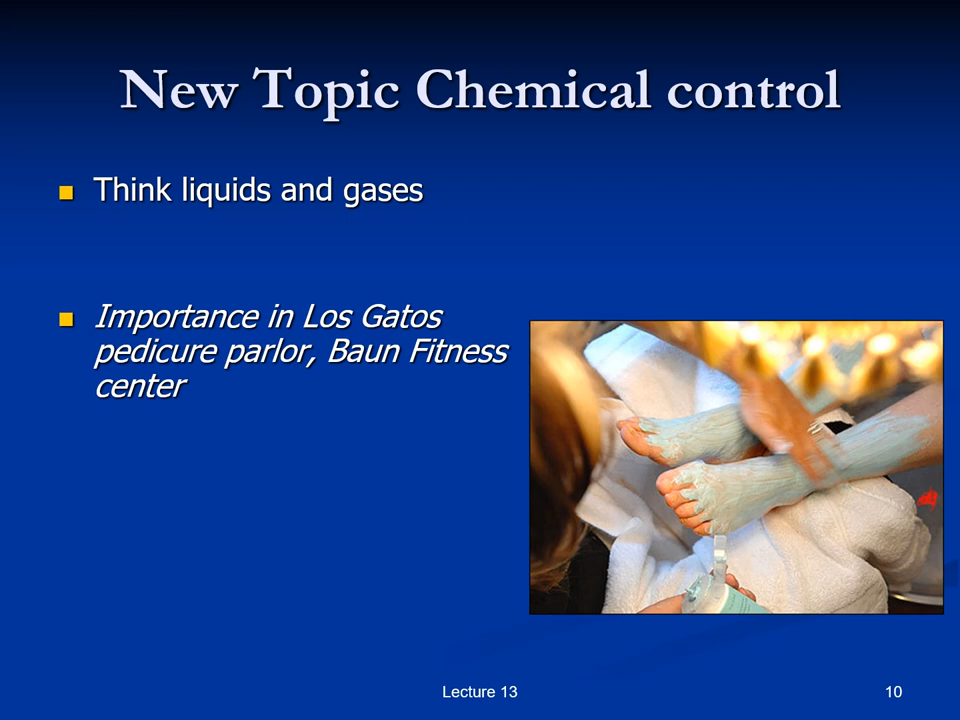 New Topic Chemical control
Think liquids and gases
Importance in Los Gatos
pedicure parlor, Baun Fitness
center
Lecture 13
10